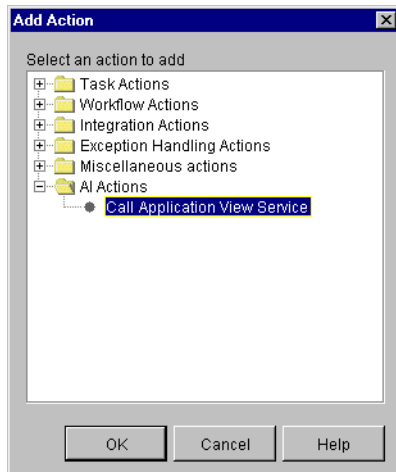 Add Action
Select an action to add
Task Actions
Workflow Actions
Integration Actions
Exception Handling Actions
Miscellaneous actions
AI Actions
Call Application View Service
OK Cancel Help